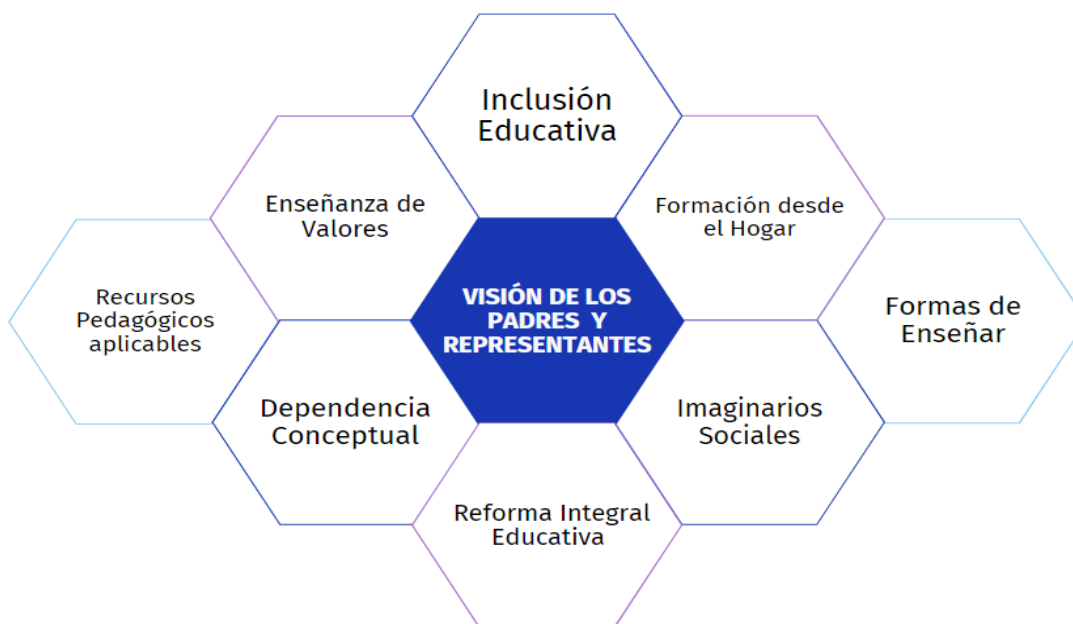 Inclusión
Educativa
Enseñanza de
Valores
Formación desde
el Hogar
Recursos
Pedagógicos
aplicables
VISIÓN DE LOS
PADRES Y
REPRESENTANTES
Formas de
Enseñar
Dependencia
Conceptual
Imaginarios
Sociales
Reforma Integral
Educativa